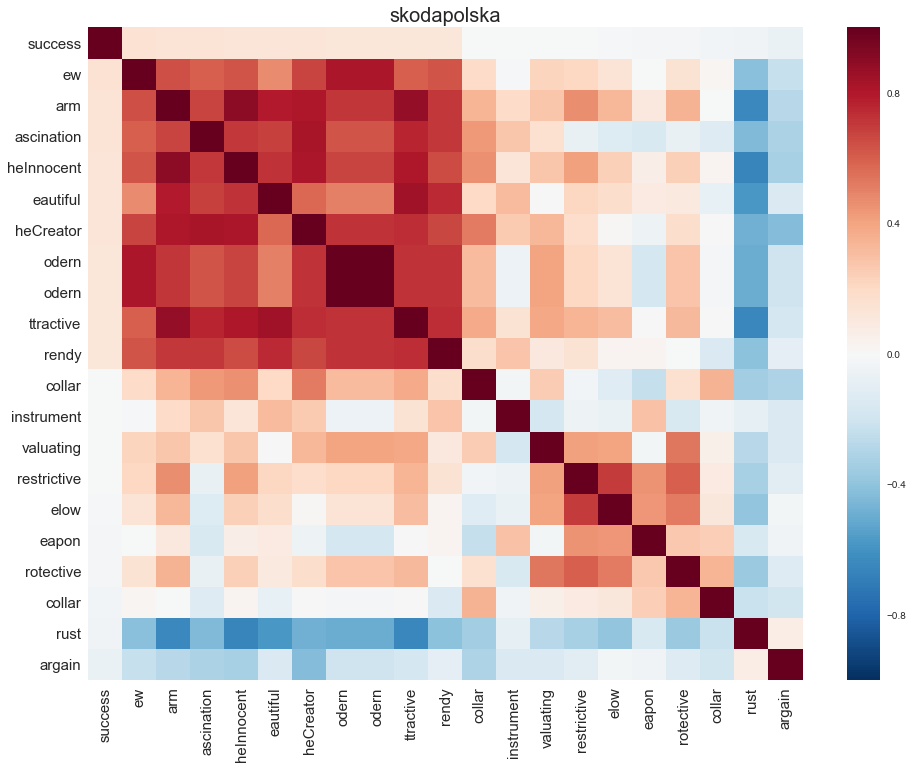 skodapolska
success
ew
arm
ascination
heInnocent
eautiful
heCreator
odern
odern
ttractive
rendy
collar
instrument
valuating
restrictive
elow
eapon
rotective
collar
rust
argain
success
ew
arm
ascination
heInnocent
eautiful
heCreator
odern
odern
ttractive
rendy
collar
instrument
valuating
restrictive
elow
eapon
rotective
collar
rust
argain
0.8
0.4
0.0
−0.4
−0.8